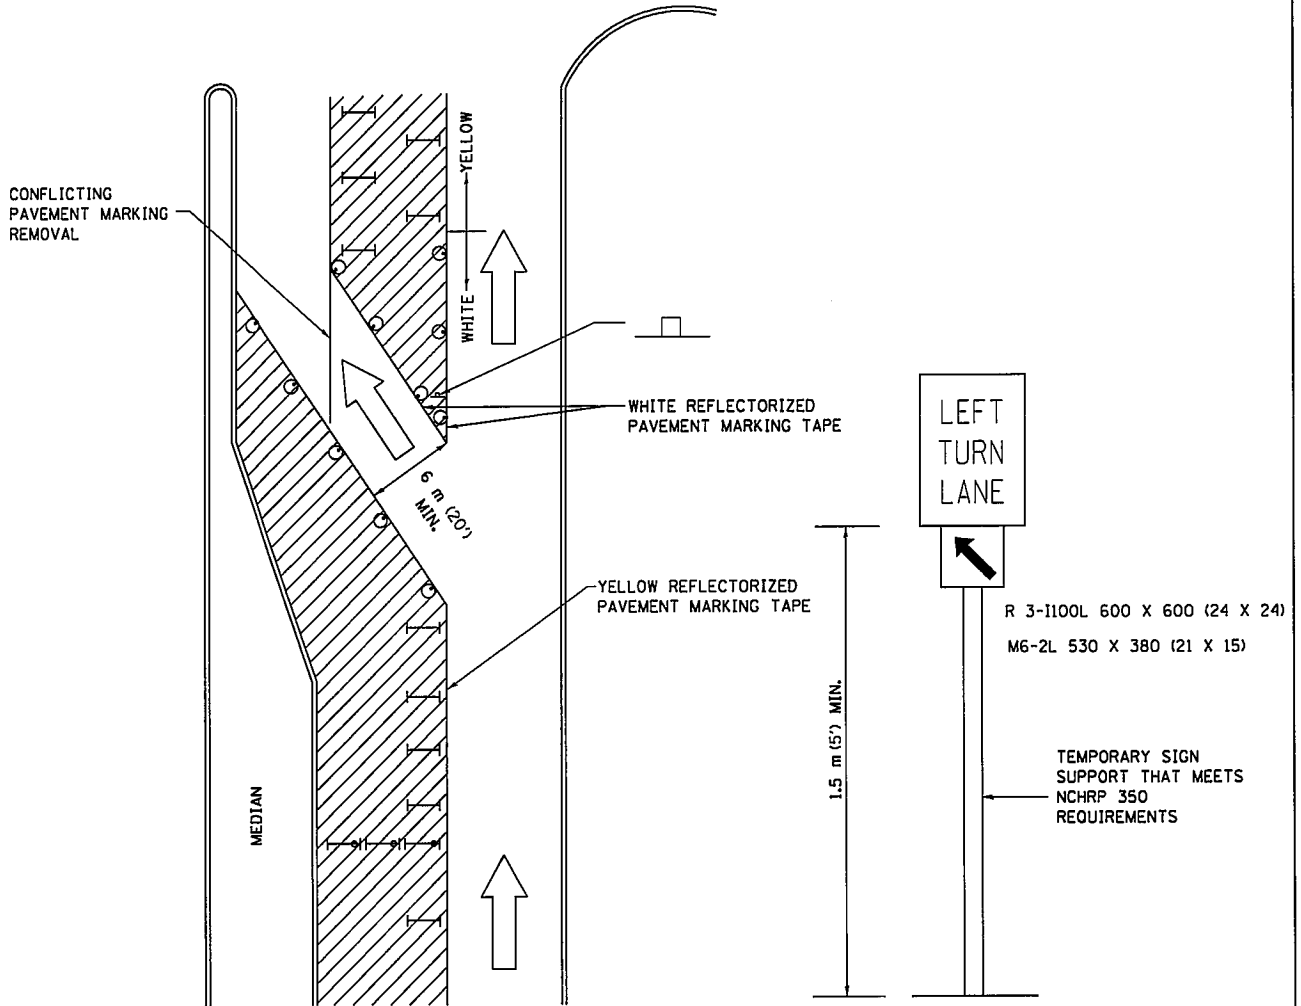 CONFLICTING
PAVEMENT MARKING
REMOVAL
YELLOW
WHITE
WHITE REFLECTORIZED
PAVEMENT MARKING TAPE
6 m (20')
MIN.
YELLOW REFLECTORIZED
PAVEMENT MARKING TAPE
MEDIAN
LEFT
TURN
LANE
R 3-I100L 600 X 600 (24 X 24)
M6-2L 530 X 380 (21 X 15)
1.5 m (5') MIN.
TEMPORARY SIGN
SUPPORT THAT MEETS
NCHRP 350
REQUIREMENTS